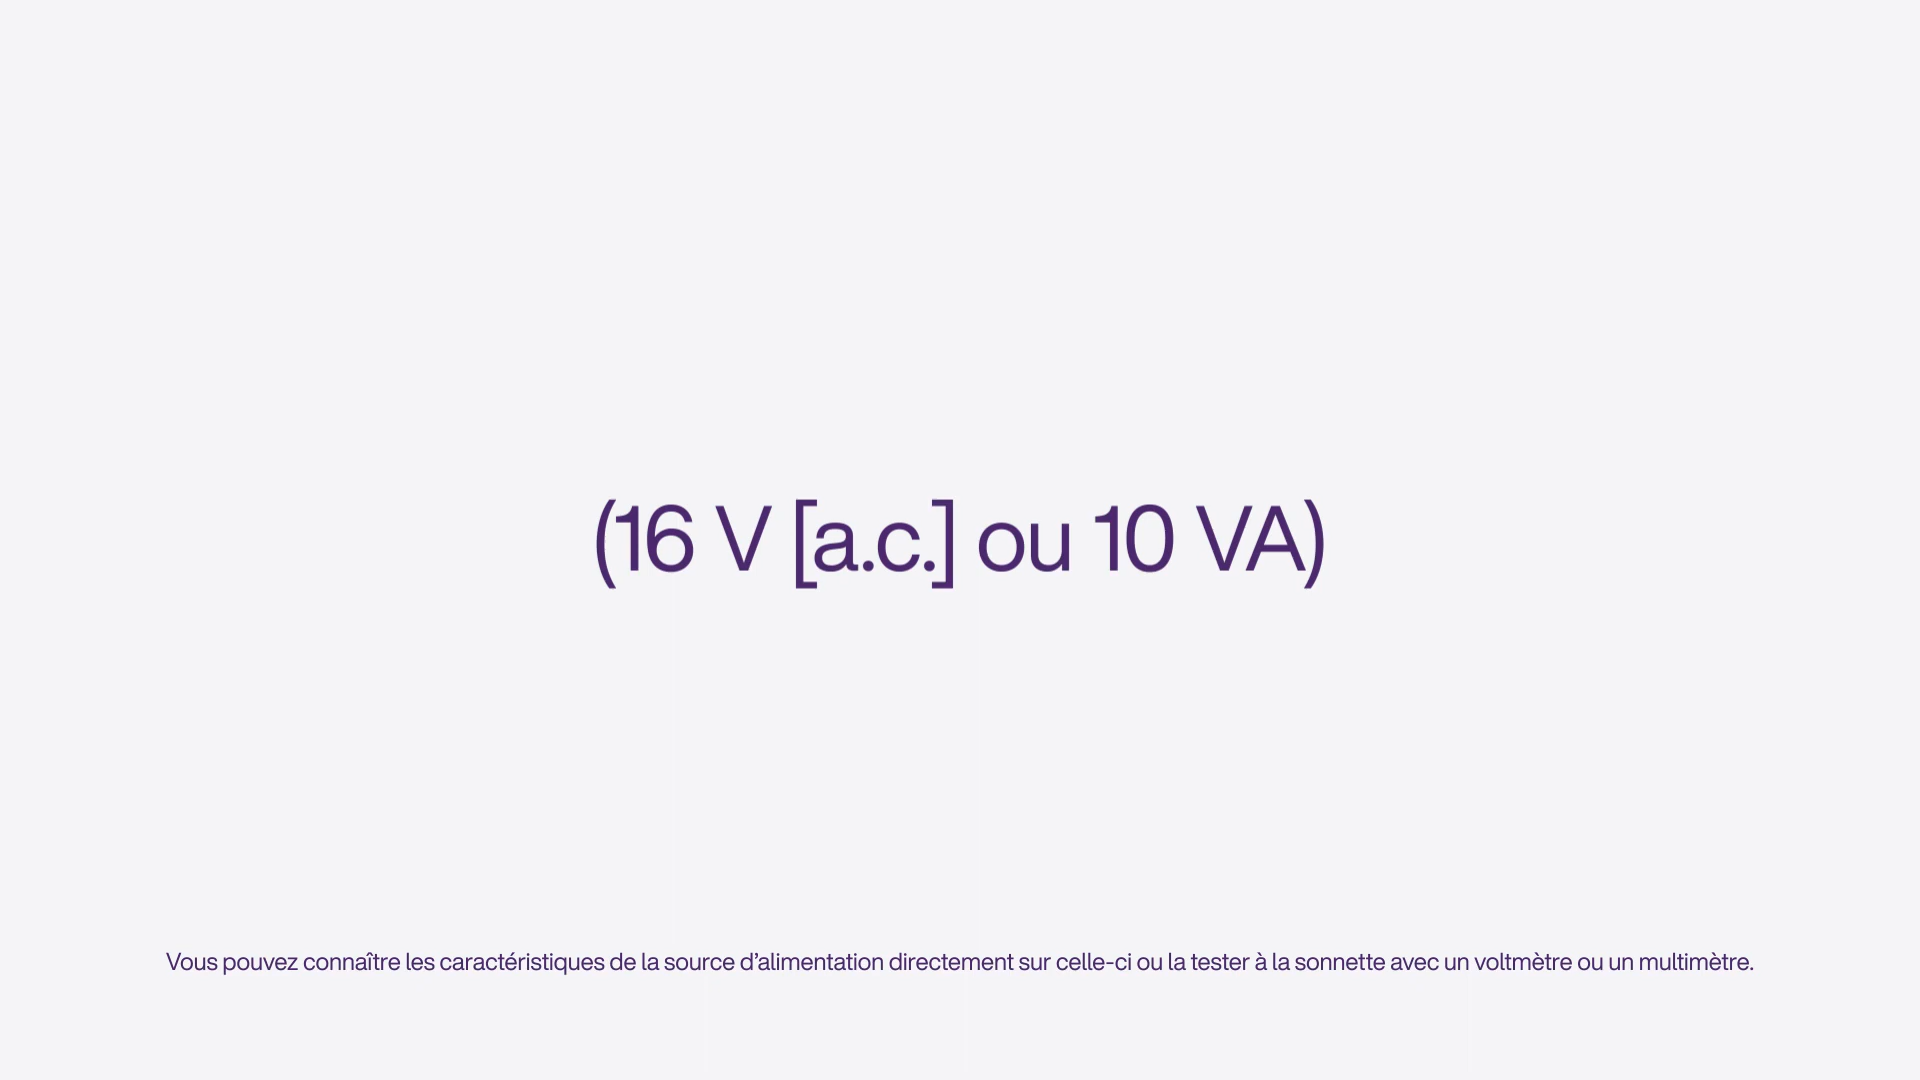 (16 V [a.c.] ou 10 VA)
Vous pouvez connaître les caractéristiques de la source d’alimentation directement sur celle-ci ou la tester à la sonnette avec un voltmètre ou un multimètre.